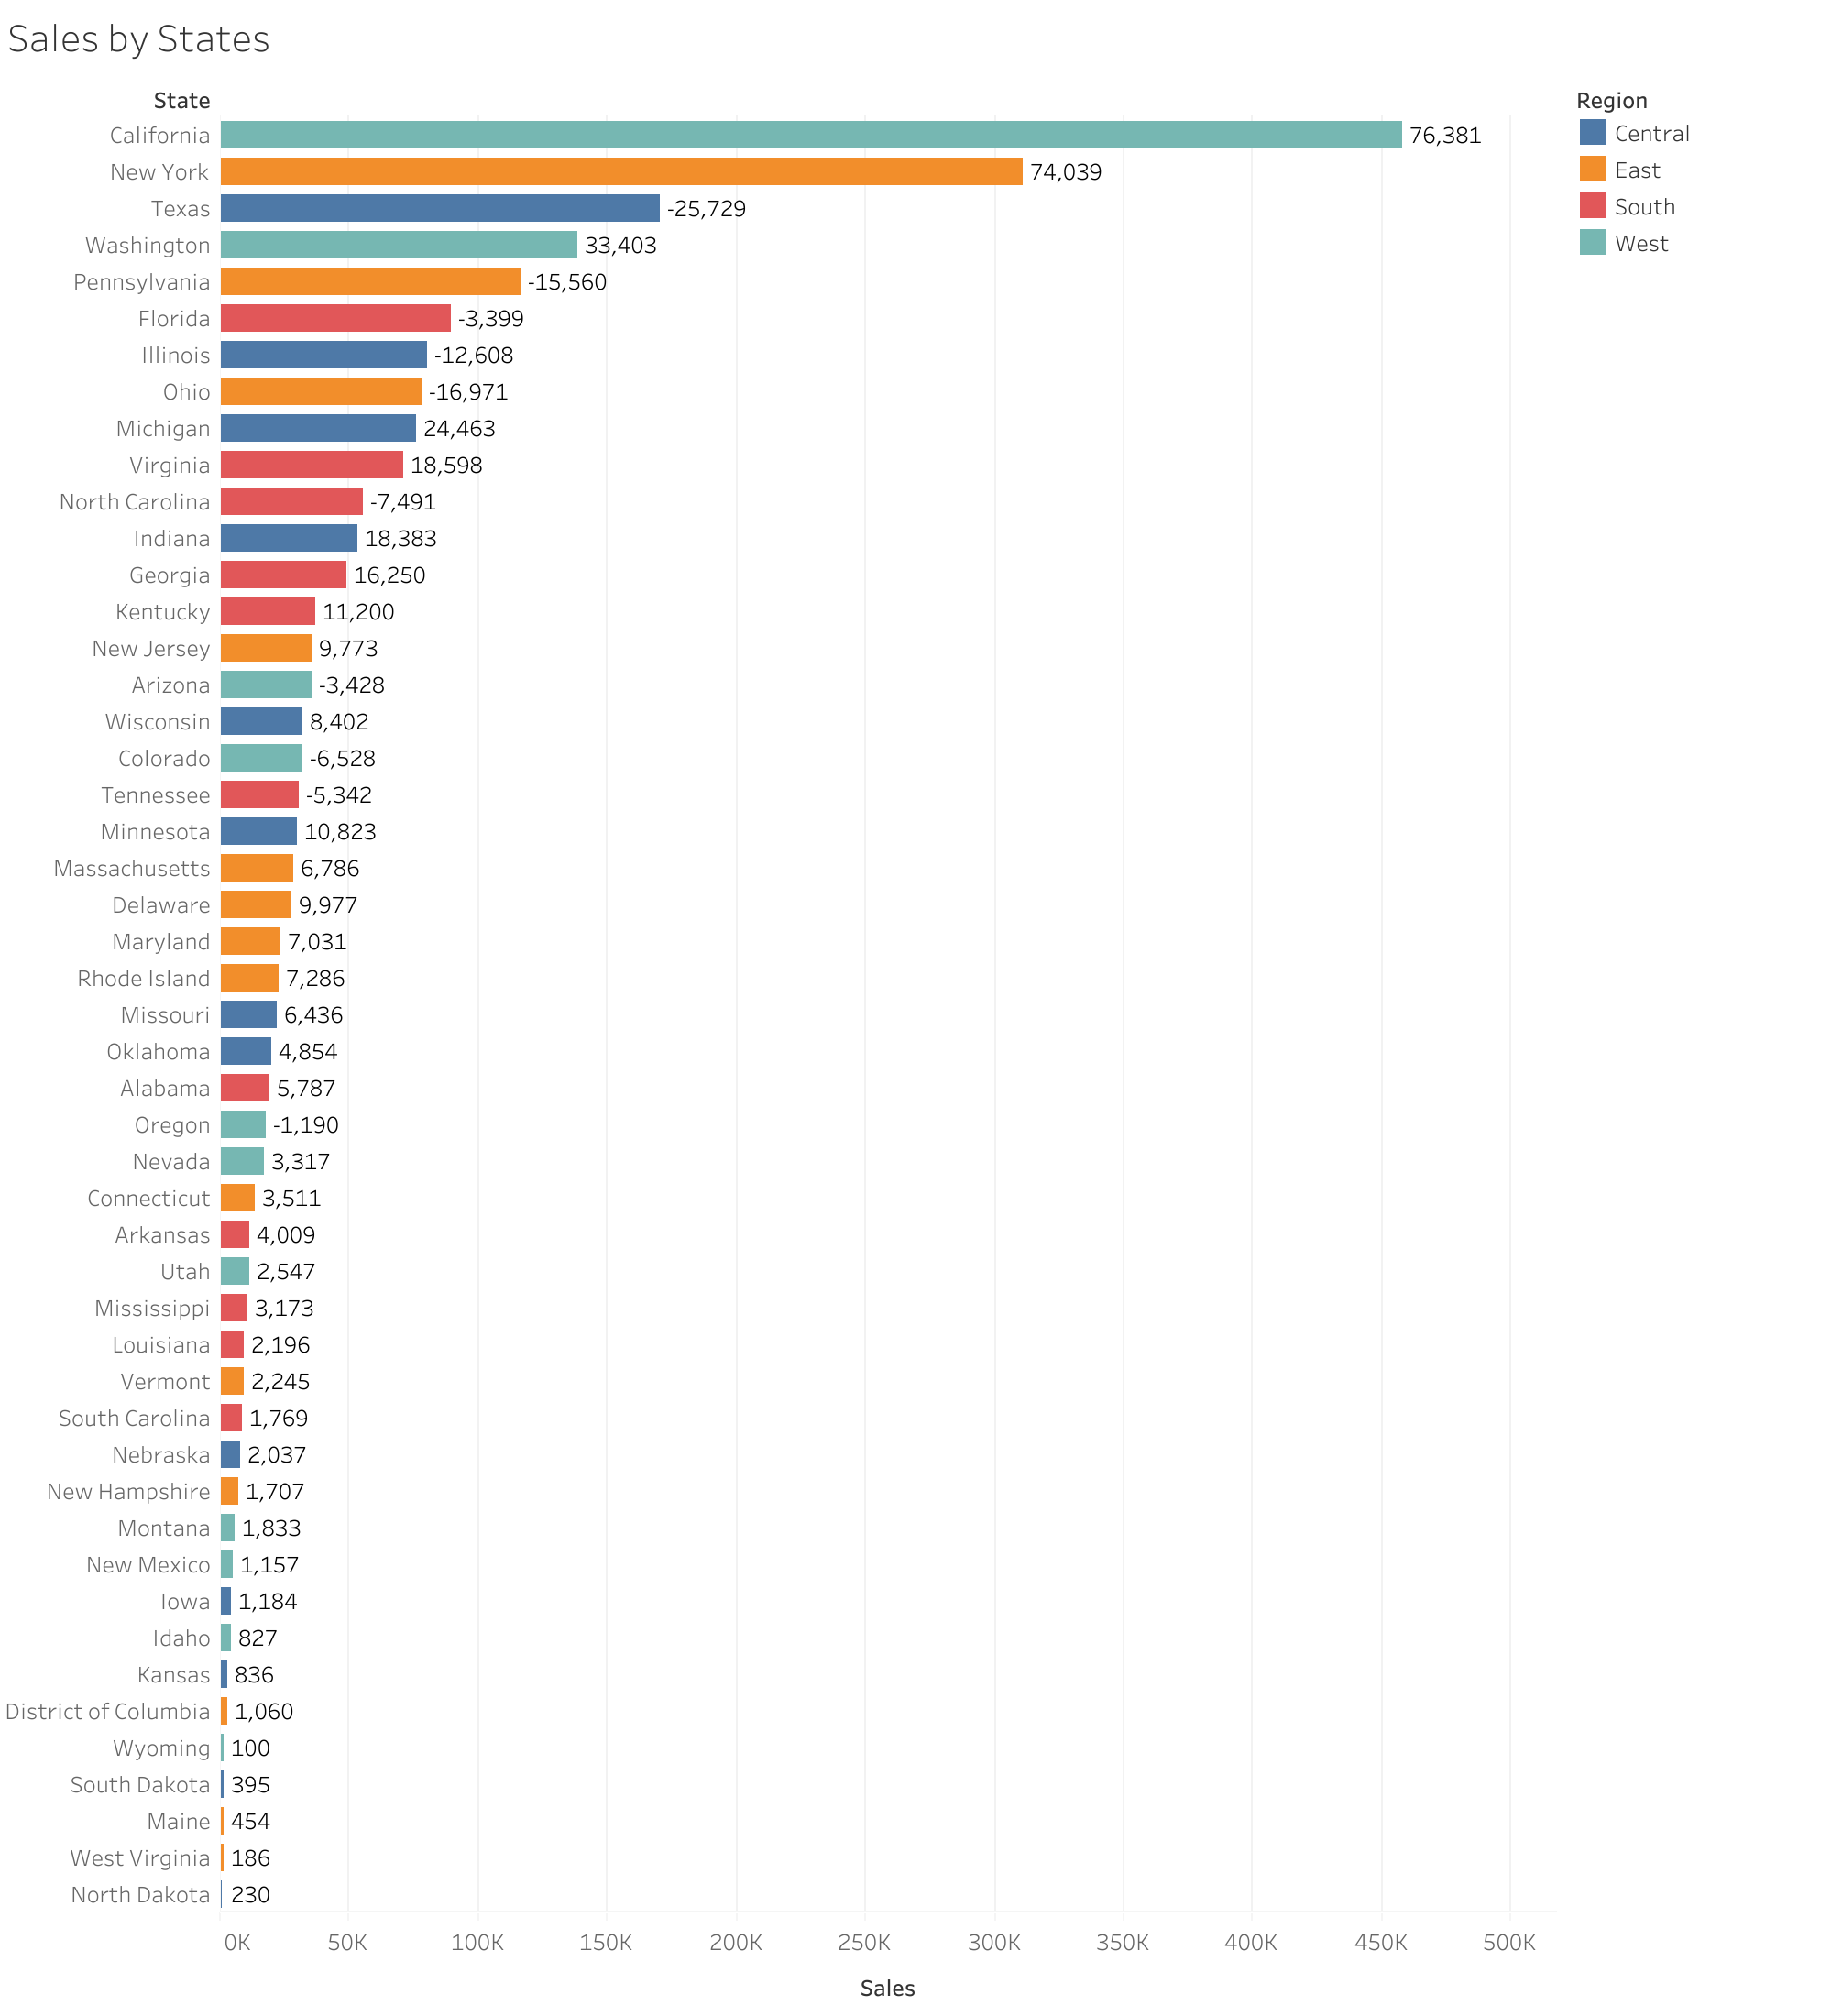 Sales by States
State
Region
California 76,381
Central
New York 74,039
East
Texas -25,729
South
Washington 33,403
West
Pennsylvania -15,560
Florida -3,399
Illinois -12,608
Ohio -16,971
Michigan 24,463
Virginia 18,598
North Carolina -7,491
Indiana 18,383
Georgia 16,250
Kentucky 11,200
New Jersey 9,773
Arizona -3,428
Wisconsin 8,402
Colorado -6,528
Tennessee -5,342
Minnesota 10,823
Massachusetts 6,786
Delaware 9,977
Maryland 7,031
Rhode Island 7,286
Missouri 6,436
Oklahoma 4,854
Alabama 5,787
Oregon -1,190
Nevada 3,317
Connecticut 3,511
Arkansas 4,009
Utah 2,547
Mississippi 3,173
Louisiana 2,196
Vermont 2,245
South Carolina 1,769
Nebraska 2,037
New Hampshire 1,707
Montana 1,833
New Mexico 1,157
Iowa 1,184
Idaho 827
Kansas 836
District of Columbia 1,060
Wyoming 100
South Dakota 395
Maine 454
West Virginia 186
North Dakota 230
0K 50K 100K 150K 200K 250K 300K 350K 400K 450K 500K
Sales